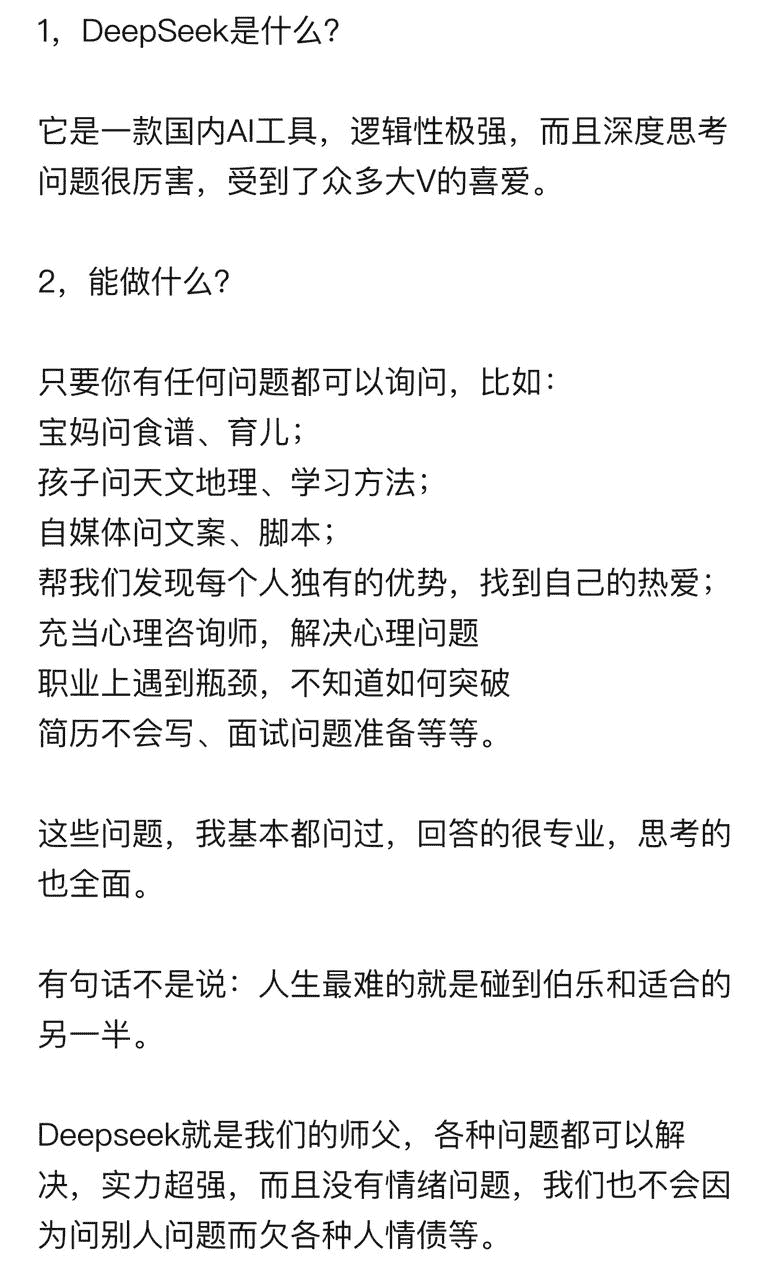 1，DeepSeek是什么？
它是一款国内AI工具，逻辑性极强，而且深度思考
问题很厉害，受到了众多大V的喜爱。
2，能做什么？
只要你有任何问题都可以询问，比如：
宝妈问食谱、育儿；
孩子问天文地理、学习方法；
自媒体问文案、脚本；
帮我们发现每个人独有的优势，找到自己的热爱；
充当心理咨询师，解决心理问题
职业上遇到瓶颈，不知道如何突破
简历不会写、面试问题准备等等。
这些问题，我基本都问过，回答的很专业，思考的
也全面。
有句话不是说：人生最难的就是碰到伯乐和适合的
另一半。
Deepseek就是我们的师父，各种问题都可以解
决，实力超强，而且没有情绪问题，我们也不会因
为问别人问题而欠各种人情债等。